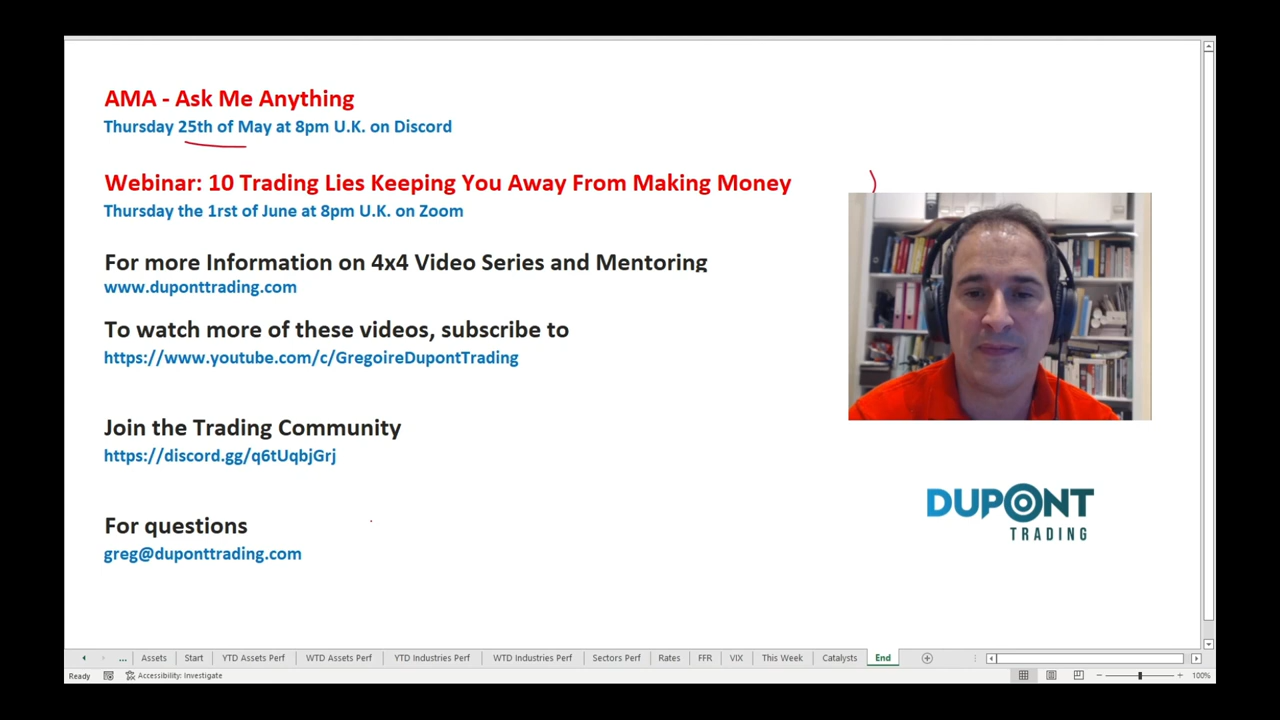 AMA - Ask Me Anything
Thursday 25th of May at 8pm U.K. on Discord
Webinar: 10 Trading Lies Keeping You Away From Making Money
Thursday the 1rst of June at 8pm U.K. on Zoom
For more Information on 4x4 Video Series and Mentoring
www.duponttrading.com
To watch more of these videos, subscribe to
https://www.youtube.com/c/GregoireDupontTrading
Join the Trading Community
https://discord.gg/q6tUqbjGrj
For questions
greg@duponttrading.com
DUPONT
TRADING
... Assets Start YTD Assets Perf WTD Assets Perf YTD Industries Perf WTD Industries Perf Sectors Perf Rates FFR VIX This Week Catalysts End
Ready Accessibility: Investigate 100%